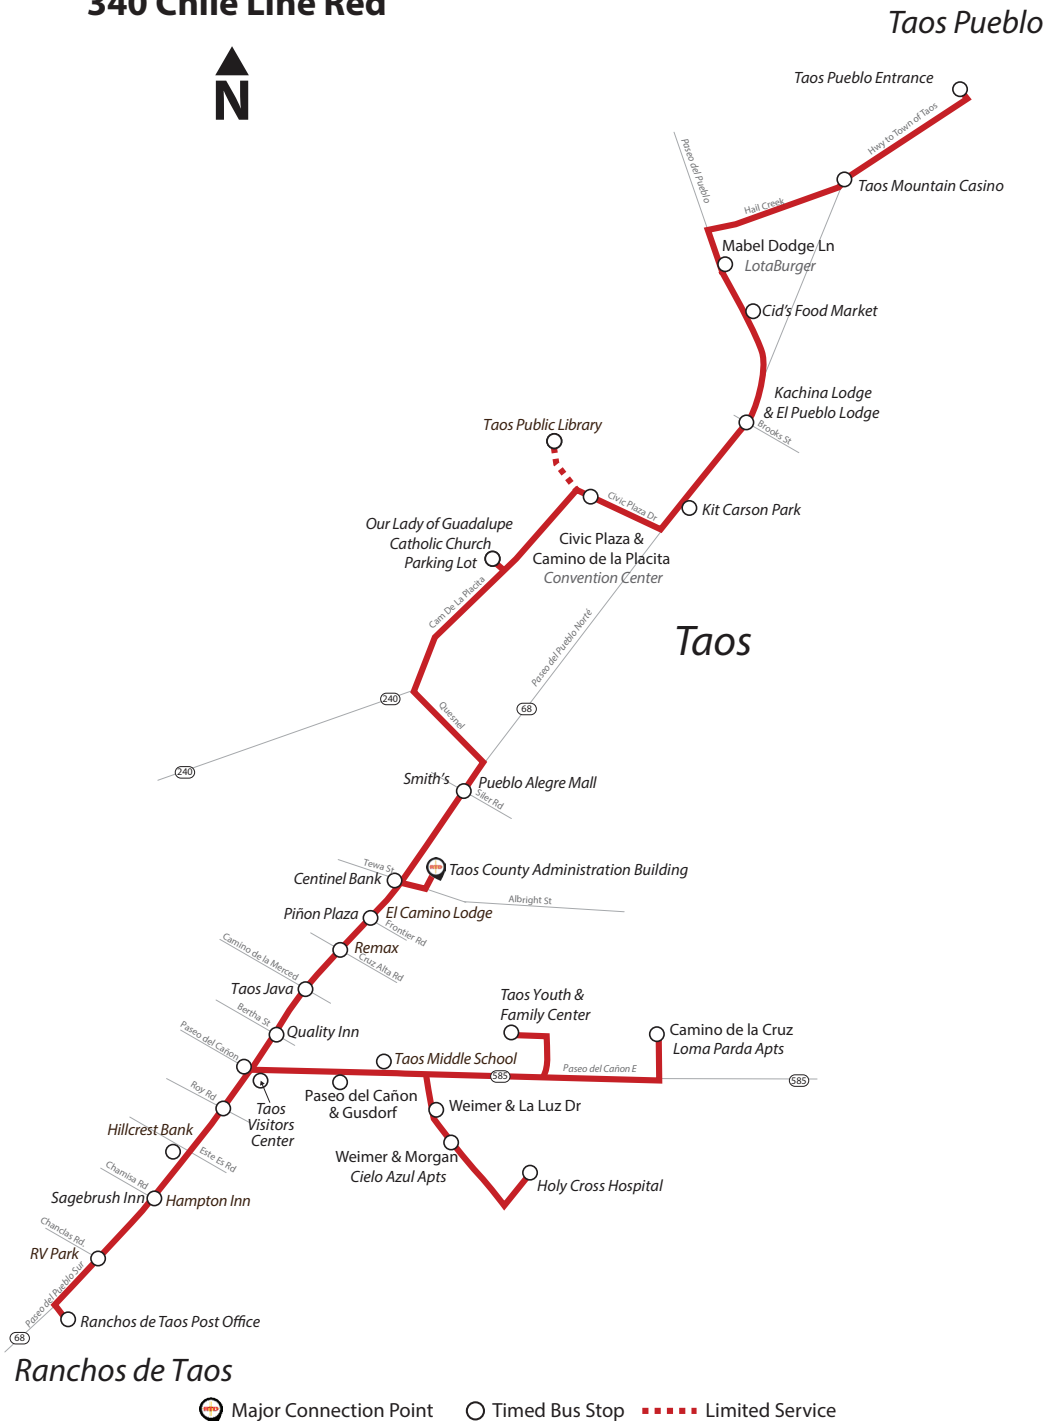 340 Chile Line Red
Taos Pueblo
N
Taos Pueblo Entrance
Hwy to Town of Taos
Paseo del Pueblo
Taos Mountain Casino
Hail Creek
Mabel Dodge Ln
LotaBurger
Cid's Food Market
Kachina Lodge
& El Pueblo Lodge
Brooks St
Taos Public Library
Civic Plaza Dr
Kit Carson Park
Our Lady of Guadalupe
Catholic Church
Parking Lot
Civic Plaza &
Camino de la Placita
Convention Center
Cam De La Placita
Paseo del Pueblo Norté
Taos
240
68
Quesnel
240
Smith's
Pueblo Alegre Mall
Siler Rd
Tewa St
RTD
Taos County Administration Building
Centinel Bank
Albright St
Piñon Plaza
El Camino Lodge
Frontier Rd
Remax
Camino de la Merced
Cruz Alta Rd
Taos Java
Bertha St
Quality Inn
Taos Youth &
Family Center
Camino de la Cruz
Loma Parda Apts
Paseo del Cañon
Taos Middle School
Paseo del Cañon E
585
585
Roy Rd
Taos
Visitors
Center
Paseo del Cañon
& Gusdorf
Weimer & La Luz Dr
Hillcrest Bank
Este Es Rd
Weimer & Morgan
Cielo Azul Apts
Holy Cross Hospital
Chamisa Rd
Sagebrush Inn
Hampton Inn
Chanclas Rd.
RV Park
Paseo del Pueblo Sur
Ranchos de Taos Post Office
68
Ranchos de Taos
RTD
Major Connection Point
Timed Bus Stop
Limited Service